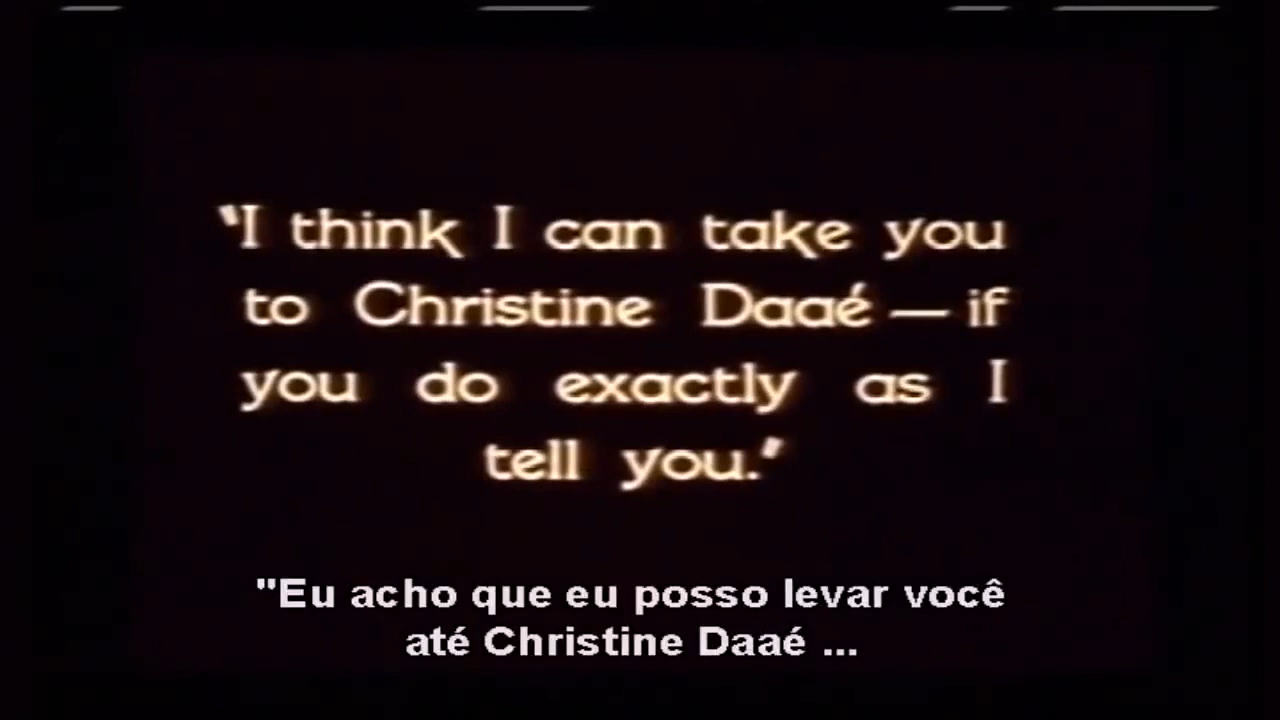 "I think I can take you
to Christine Daaé — if
you do exactly as I
tell you."
"Eu acho que eu posso levar você
até Christine Daaé ...